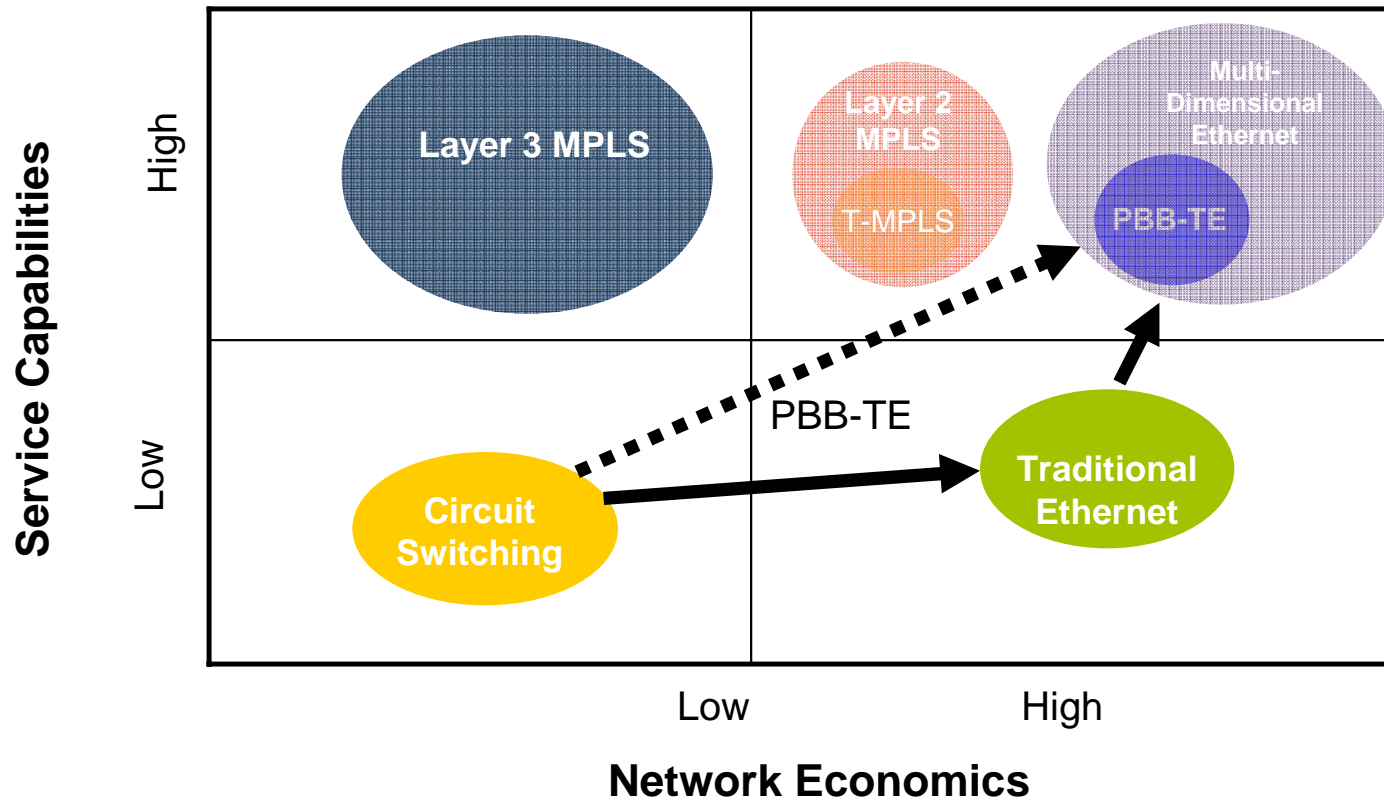 Service Capabilities
High
Low
Layer 3 MPLS
Layer 2
MPLS
T-MPLS
Multi-
Dimensional
Ethernet
PBB-TE
PBB-TE
Circuit
Switching
Traditional
Ethernet
Low
High
Network Economics